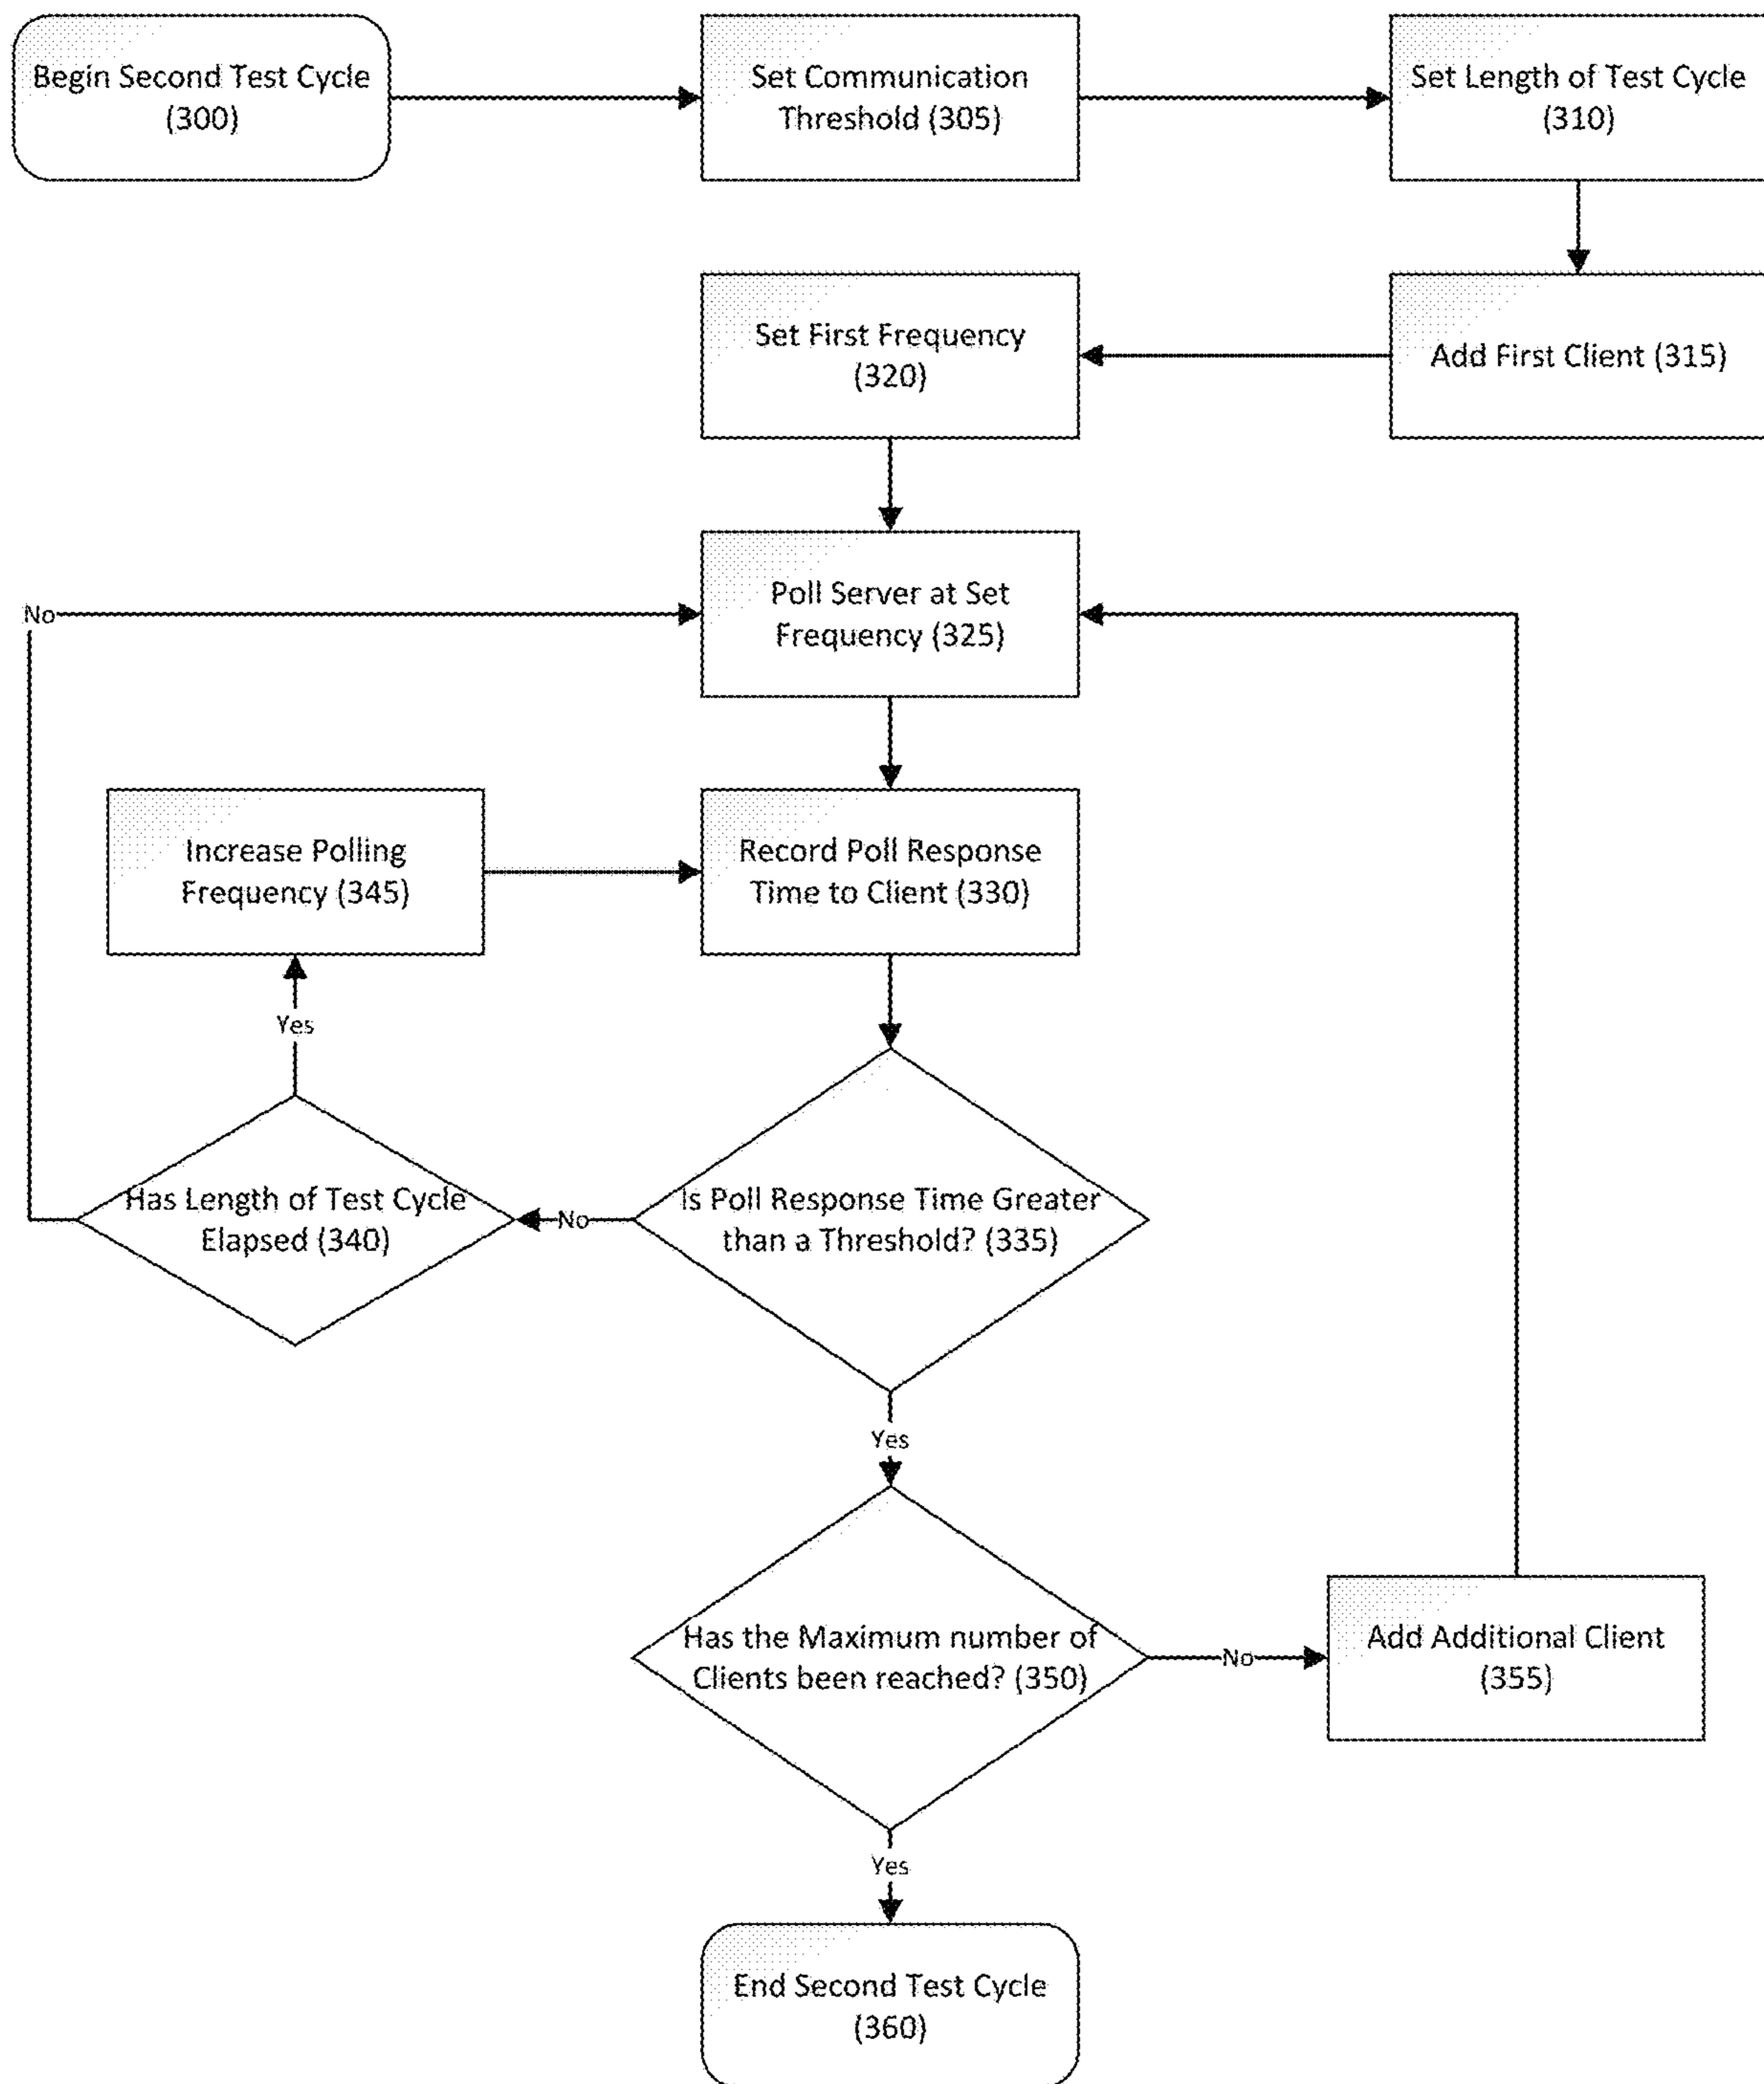 Begin Second Test Cycle
(300)
Set Communication
Threshold (305)
Set Length of Test Cycle
(310)
Set First Frequency
(320)
Add First Client (315)
Poll Server at Set
Frequency (325)
No
Increase Polling
Frequency (345)
Record Poll Response
Time to Client (330)
Yes
Has Length of Test Cycle
Elapsed (340)
No
Is Poll Response Time Greater
than a Threshold? (335)
Yes
Has the Maximum number of
Clients been reached? (350)
No
Add Additional Client
(355)
Yes
End Second Test Cycle
(360)